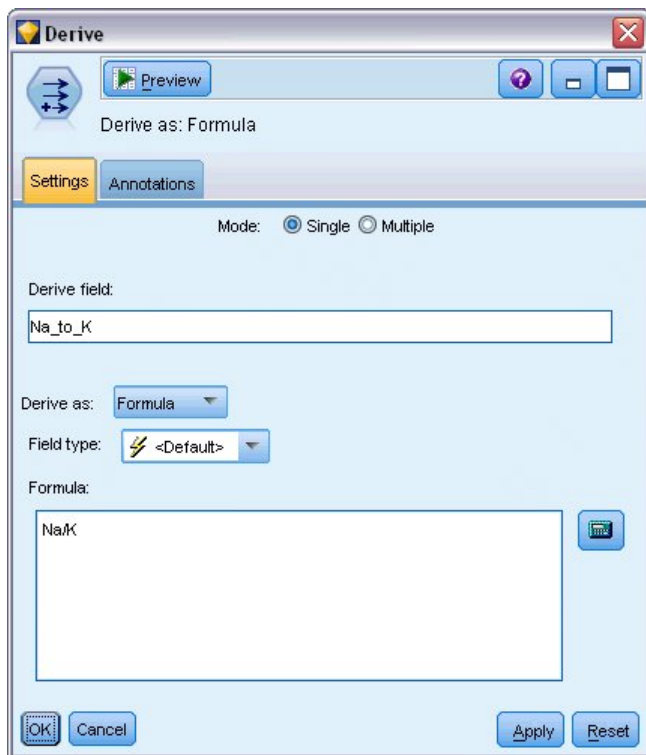 Derive
Preview
Derive as: Formula
Settings Annotations
Mode: Single Multiple
Derive field:
Na_to_K
Derive as: Formula
Field type: <Default>
Formula:
Na/K
OK Cancel Apply Reset